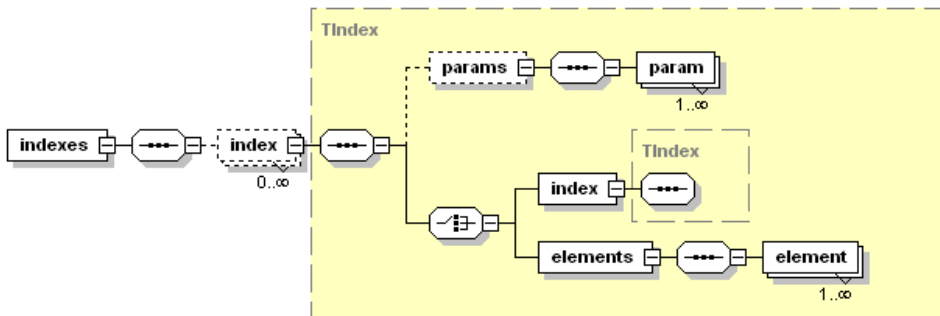 TIndex
params
param
1..∞
indexes
index
0..∞
TIndex
index
elements
element
1..∞